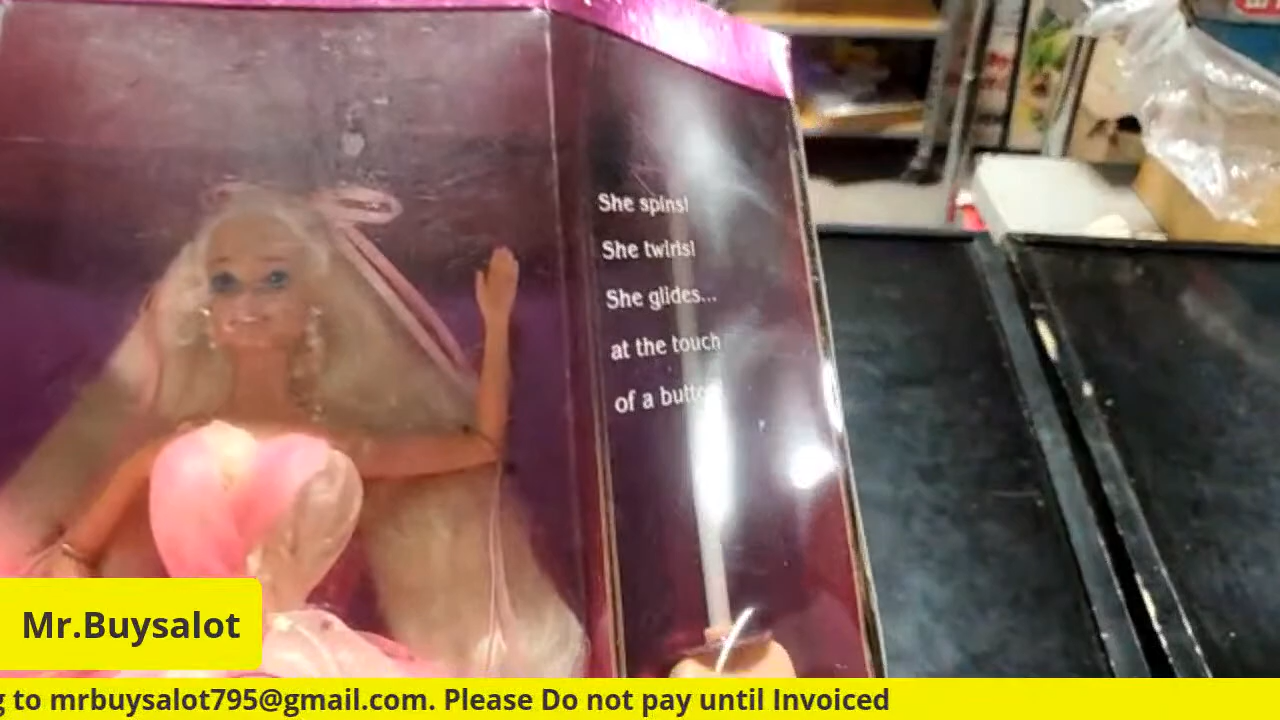 She spins!
She twirls!
She glides...
at the touch
of a butto
Mr.Buysalot
g to mrbuysalot795@gmail.com. Please Do not pay until Invoiced